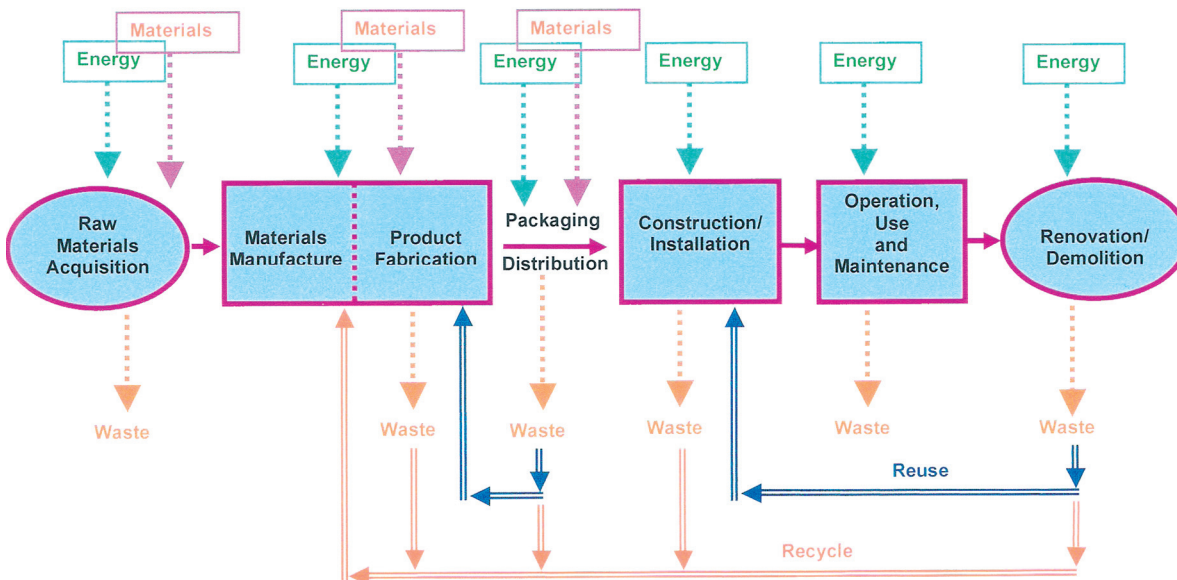 Materials
Energy
Materials
Energy
Materials
Energy
Energy
Energy
Energy
Raw
Materials
Acquisition
Materials
Manufacture
Product
Fabrication
Packaging
Distribution
Construction/
Installation
Operation,
Use
and
Maintenance
Renovation/
Demolition
Waste
Waste
Waste
Waste
Waste
Waste
Reuse
Recycle